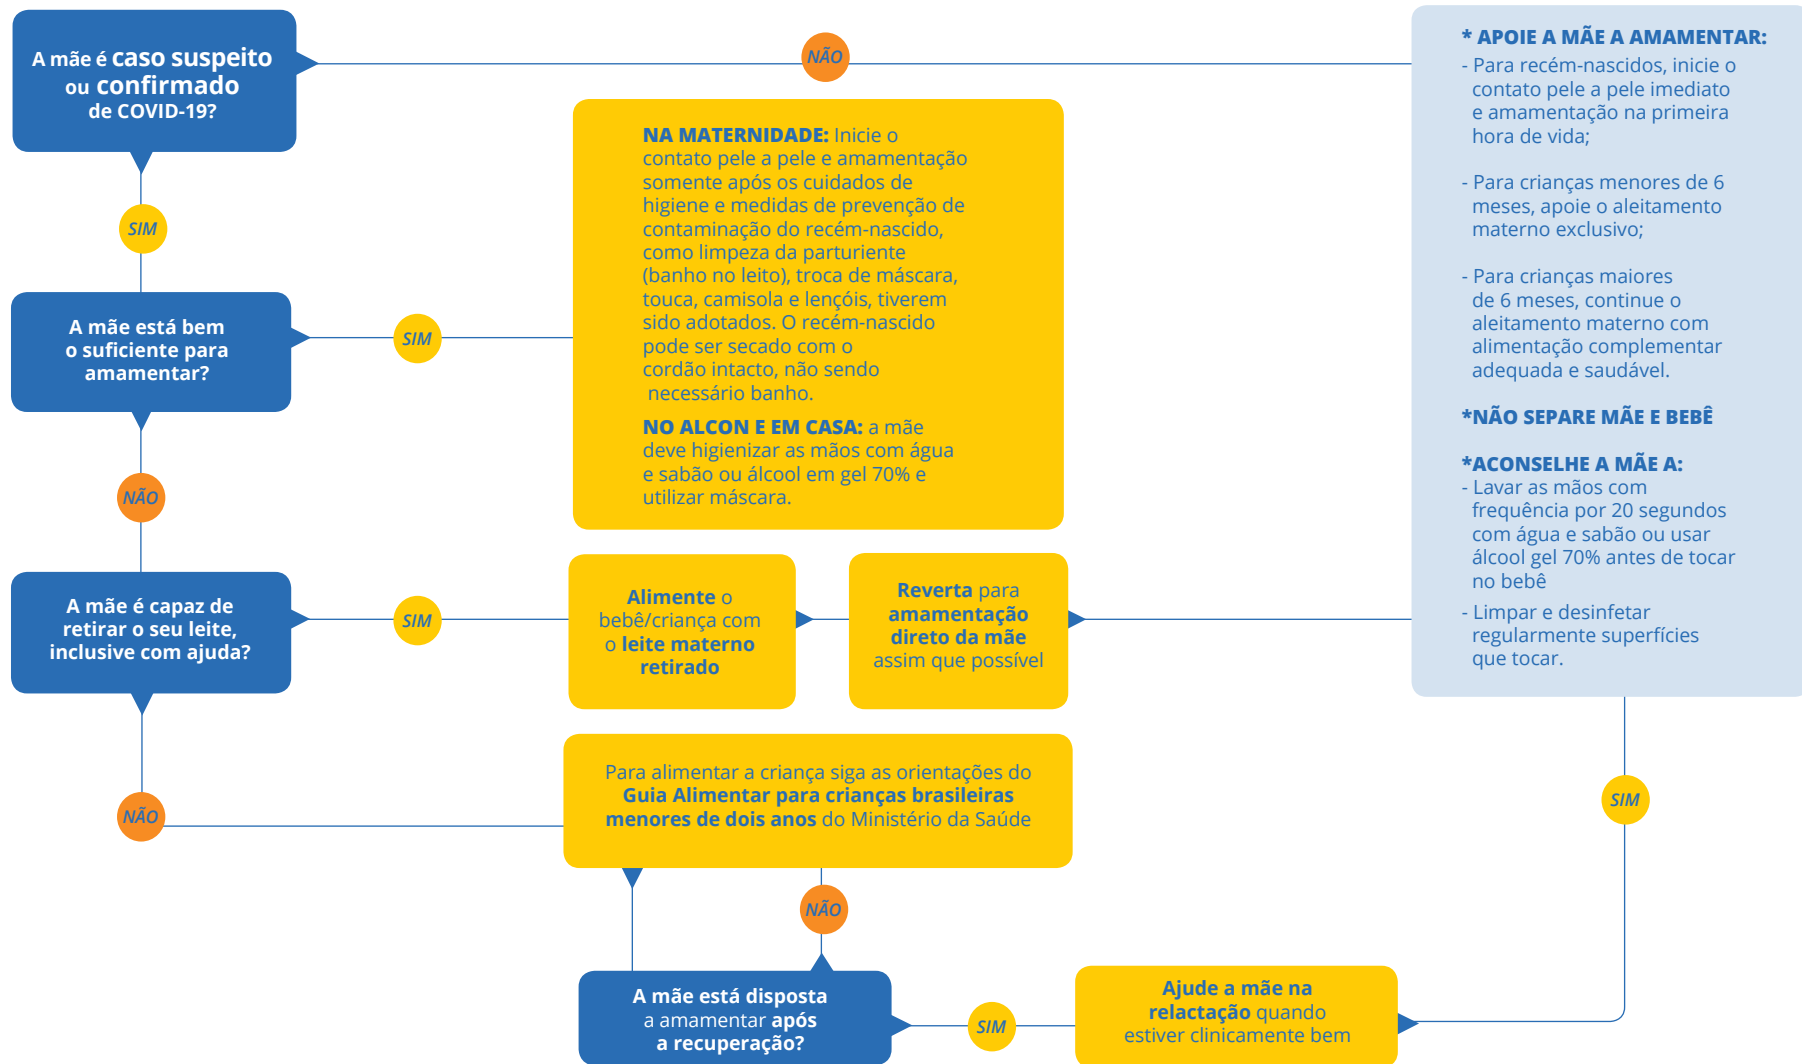 A mãe é caso suspeito
ou confirmado
de COVID-19?
NÃO
SIM
A mãe está bem
o suficiente para
amamentar?
SIM
NA MATERNIDADE: Inicie o
contato pele a pele e amamentação
somente após os cuidados de
higiene e medidas de prevenção de
contaminação do recém-nascido,
como limpeza da parturiente
(banho no leito), troca de máscara,
touca, camisola e lençóis, tiverem
sido adotados. O recém-nascido
pode ser secado com o
cordão intacto, não sendo
necessário banho.
NO ALCON E EM CASA: a mãe
deve higienizar as mãos com água
e sabão ou álcool em gel 70% e
utilizar máscara.
NÃO
A mãe é capaz de
retirar o seu leite,
inclusive com ajuda?
SIM
Alimente o
bebê/criança com
o leite materno
retirado
Reverta para
amamentação
direto da mãe
assim que possível
* APOIE A MÃE A AMAMENTAR:
- Para recém-nascidos, inicie o
contato pele a pele imediato
e amamentação na primeira
hora de vida;
- Para crianças menores de 6
meses, apoie o aleitamento
materno exclusivo;
- Para crianças maiores
de 6 meses, continue o
aleitamento materno com
alimentação complementar
adequada e saudável.
*NÃO SEPARE MÃE E BEBÊ
*ACONSELHE A MÃE A:
- Lavar as mãos com
frequência por 20 segundos
com água e sabão ou usar
álcool gel 70% antes de tocar
no bebê
- Limpar e desinfetar
regularmente superfícies
que tocar.
NÃO
Para alimentar a criança siga as orientações do
Guia Alimentar para crianças brasileiras
menores de dois anos do Ministério da Saúde
NÃO
A mãe está disposta
a amamentar após
a recuperação?
SIM
Ajude a mãe na
relactação quando
estiver clinicamente bem
SIM